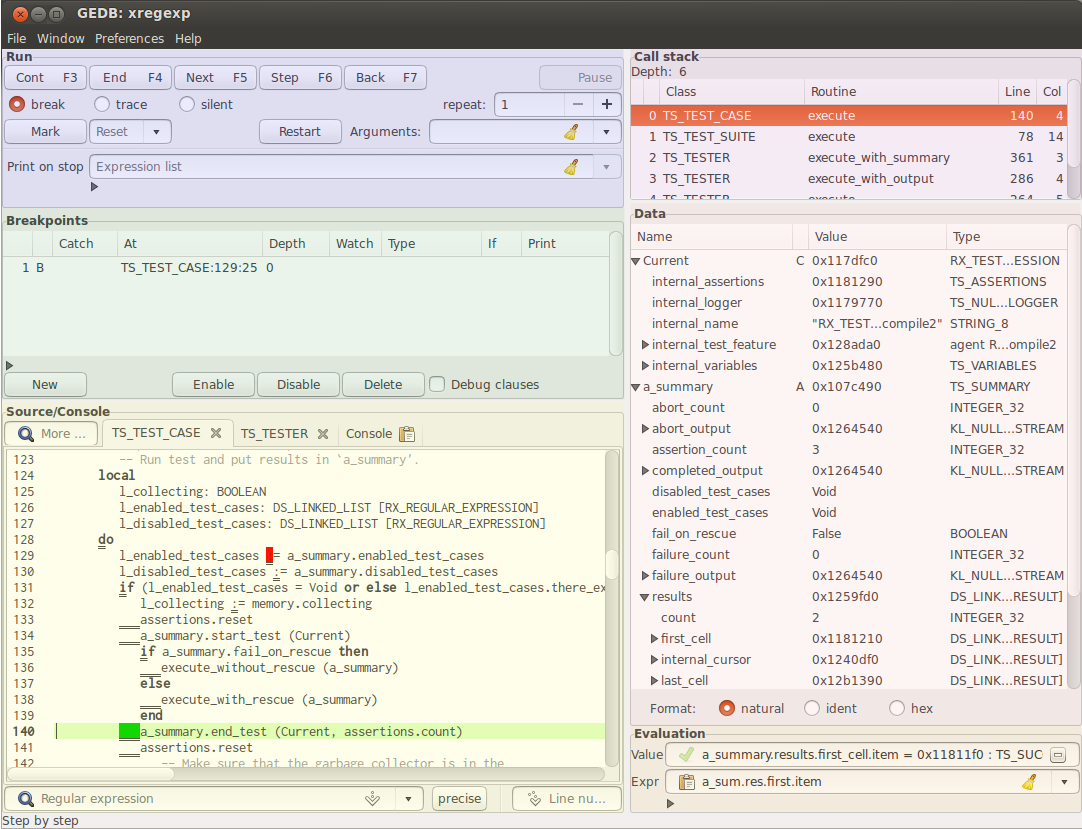 GEDB: xregexp
File Window Preferences Help
Run
Cont F3 End F4 Next F5 Step F6 Back F7 Pause
break trace silent repeat: 1
Mark Reset Restart Arguments:
Print on stop Expression list
Breakpoints
Catch At Depth Watch Type If Print
1 B TS_TEST_CASE:129:25 0
New Enable Disable Delete Debug clauses
Source/Console
More ... TS_TEST_CASE TS_TESTER Console
123 -- Run test and put results in `a_summary'.
124 local
125 l_collecting: BOOLEAN
126 l_enabled_test_cases: DS_LINKED_LIST [RX_REGULAR_EXPRESSION]
127 l_disabled_test_cases: DS_LINKED_LIST [RX_REGULAR_EXPRESSION]
128 do
129 l_enabled_test_cases := a_summary.enabled_test_cases
130 l_disabled_test_cases := a_summary.disabled_test_cases
131 if (l_enabled_test_cases = Void or else l_enabled_test_cases.there_ex
132 l_collecting := memory.collecting
133 assertions.reset
134 a_summary.start_test (Current)
135 if a_summary.fail_on_rescue then
136 execute_without_rescue (a_summary)
137 else
138 execute_with_rescue (a_summary)
139 end
140 a_summary.end_test (Current, assertions.count)
141 assertions.reset
142 -- Make sure that the garbage collector is in the
Regular expression precise Line nu...
Step by step
Call stack
Depth: 6
Class Routine Line Col
0 TS_TEST_CASE execute 140 4
1 TS_TEST_SUITE execute 78 14
2 TS_TESTER execute_with_summary 361 3
3 TS_TESTER execute_with_output 286 4
4 TS_TESTER execute 264 5
Data
Name Value Type
Current C 0x117dfc0 RX_TEST...ESSION
internal_assertions 0x1181290 TS_ASSERTIONS
internal_logger 0x1179770 TS_NUL...LOGGER
internal_name "RX_TEST...compile2" STRING_8
internal_test_feature 0x128ada0 agent R...ompile2
internal_variables 0x125b480 TS_VARIABLES
a_summary A 0x107c490 TS_SUMMARY
abort_count 0 INTEGER_32
abort_output 0x1264540 KL_NULL...STREAM
assertion_count 3 INTEGER_32
completed_output 0x1264540 KL_NULL...STREAM
disabled_test_cases Void
enabled_test_cases Void
fail_on_rescue False BOOLEAN
failure_count 0 INTEGER_32
failure_output 0x1264540 KL_NULL...STREAM
results 0x1259fd0 DS_LINK...RESULT]
count 2 INTEGER_32
first_cell 0x1181210 DS_LINK...RESULT]
internal_cursor 0x1240df0 DS_LINK...RESULT]
last_cell 0x12b1390 DS_LINK...RESULT]
Format: natural ident hex
Evaluation
Value a_summary.results.first_cell.item = 0x11811f0 : TS_SUC
Expr a_sum.res.first.item